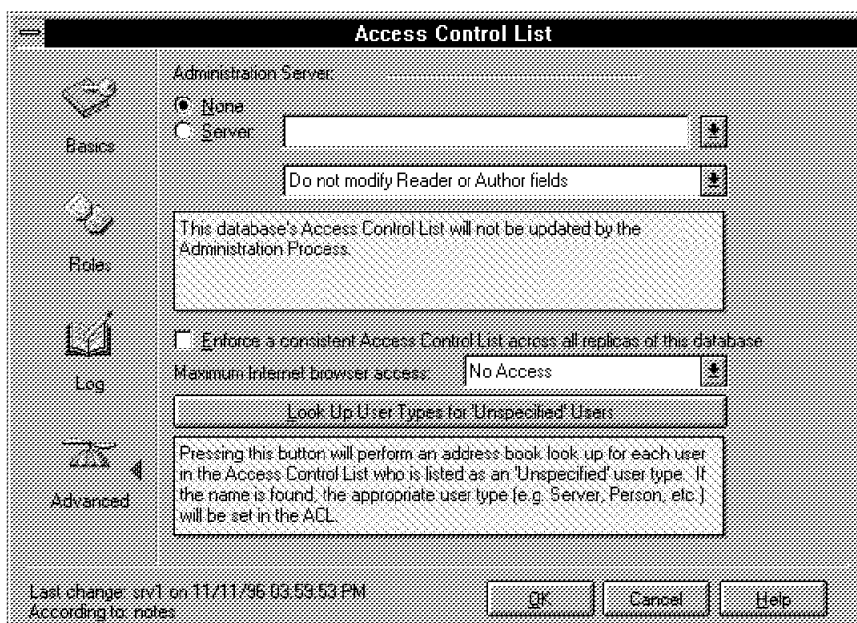 Access Control List
Administration Server:
None
Server:
Do not modify Reader or Author fields
This database's Access Control List will not be updated by the
Administration Process.
Enforce a consistent Access Control List across all replicas of this database
Maximum Internet browser access:
No Access
Look Up User Types for 'Unspecified' Users
Pressing this button will perform an address book look up for each user
in the Access Control List who is listed as an 'Unspecified' user type. If
the name is found, the appropriate user type (e.g. Server, Person, etc.)
will be set in the ACL.
Basics
Roles
Log
Advanced
Last change: srv1 on 11/11/96 03:59:53 PM
According to: notes
OK
Cancel
Help